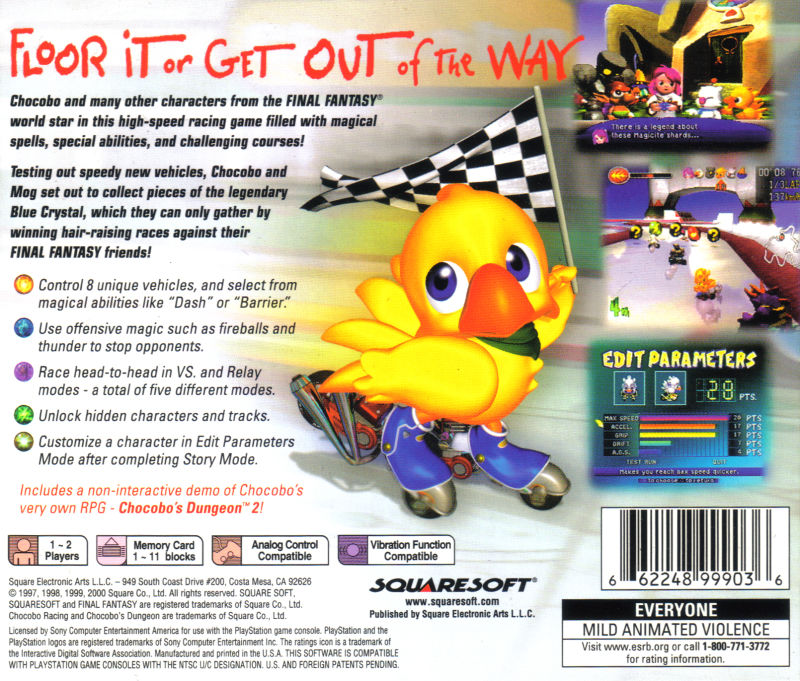 FLOOR iT or GET OUT of THE WAY
Chocobo and many other characters from the FINAL FANTASY®
world star in this high-speed racing game filled with magical
spells, special abilities, and challenging courses!
Testing out speedy new vehicles, Chocobo and
Mog set out to collect pieces of the legendary
Blue Crystal, which they can only gather by
winning hair-raising races against their
FINAL FANTASY friends!
Control 8 unique vehicles, and select from
magical abilities like “Dash” or “Barrier.”
Use offensive magic such as fireballs and
thunder to stop opponents.
Race head-to-head in VS. and Relay
modes - a total of five different modes.
Unlock hidden characters and tracks.
Customize a character in Edit Parameters
Mode after completing Story Mode.
Includes a non-interactive demo of Chocobo's
very own RPG - Chocobo's Dungeon™ 2!
There is a legend about
these Magicite shards...
00'08"76
1/3LAP
4th
EDIT PARAMETERS
28 PTS.
MAX SPEED 20 PTS
ACCEL. 17 PTS
GRIP 17 PTS
DRIFT 7 PTS
A.G.S. 4 PTS
TEST RUN
Makes you reach max speed quicker.
1 ~ 2
Players
Memory Card
1 ~ 11 blocks
Analog Control
Compatible
Vibration Function
Compatible
Square Electronic Arts L.L.C. – 949 South Coast Drive #200, Costa Mesa, CA 92626
© 1997, 1998, 1999, 2000 Square Co., Ltd. All rights reserved. SQUARE SOFT,
SQUARESOFT and FINAL FANTASY are registered trademarks of Square Co., Ltd.
Chocobo Racing and Chocobo's Dungeon are trademarks of Square Co., Ltd.
Licensed by Sony Computer Entertainment America for use with the PlayStation game console. PlayStation and the
PlayStation logos are registered trademarks of Sony Computer Entertainment Inc. The ratings icon is a trademark of
the Interactive Digital Software Association. Manufactured and printed in the U.S.A. THIS SOFTWARE IS COMPATIBLE
WITH PLAYSTATION GAME CONSOLES WITH THE NTSC U/C DESIGNATION. U.S. AND FOREIGN PATENTS PENDING.
SQUARESOFT®
www.squaresoft.com
Published by Square Electronic Arts L.L.C.
6 62248 99903 6
EVERYONE
MILD ANIMATED VIOLENCE
Visit www.esrb.org or call 1-800-771-3772
for rating information.